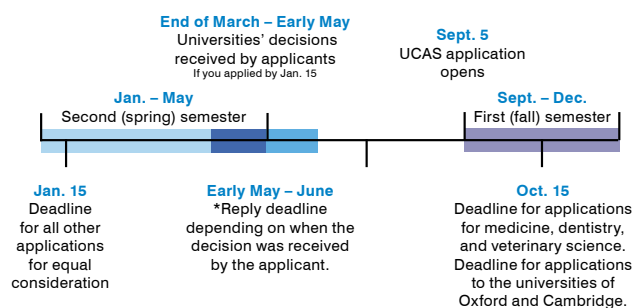 End of March – Early May
Universities’ decisions
received by applicants
If you applied by Jan. 15
Sept. 5
UCAS application
opens
Jan. – May
Second (spring) semester
Sept. – Dec.
First (fall) semester
Jan. 15
Deadline
for all other
applications
for equal
consideration
Early May – June
*Reply deadline
depending on when the
decision was received
by the applicant.
Oct. 15
Deadline for applications
for medicine, dentistry,
and veterinary science.
Deadline for applications
to the universities of
Oxford and Cambridge.